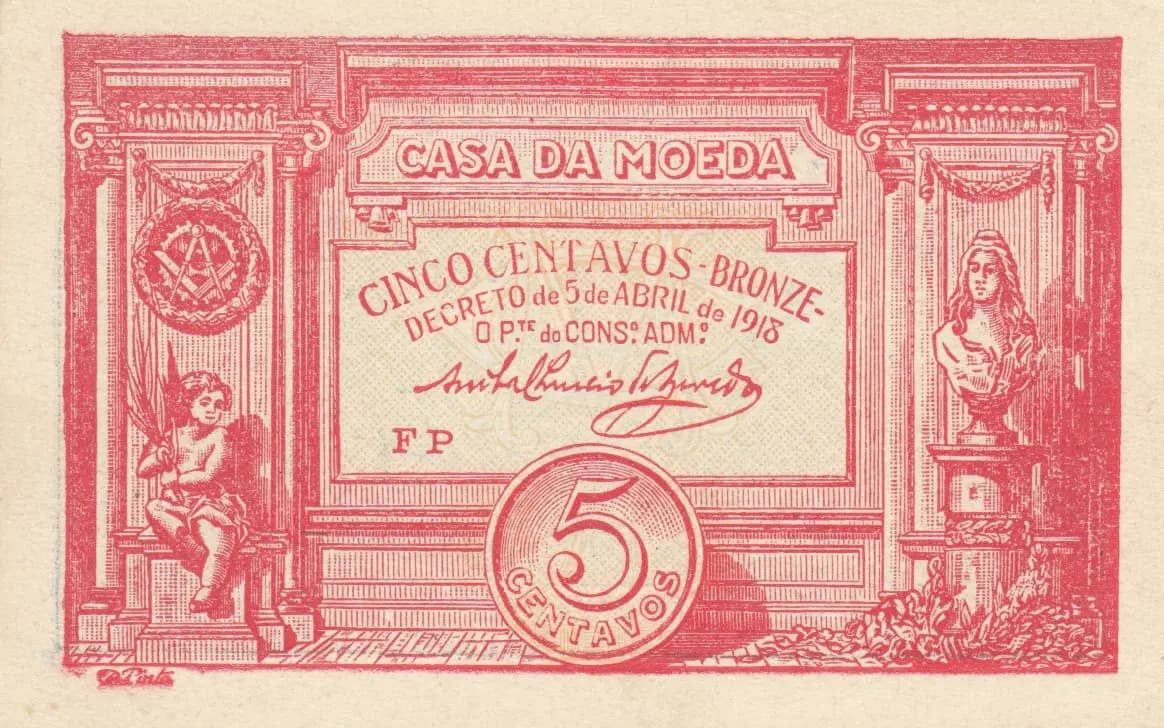 CASA DA MOEDA
CINCO CENTAVOS-BRONZE-
DECRETO de 5 de ABRIL de 1918
O P.TE do CONS.o ADM.o
F P
5
CENTAVOS